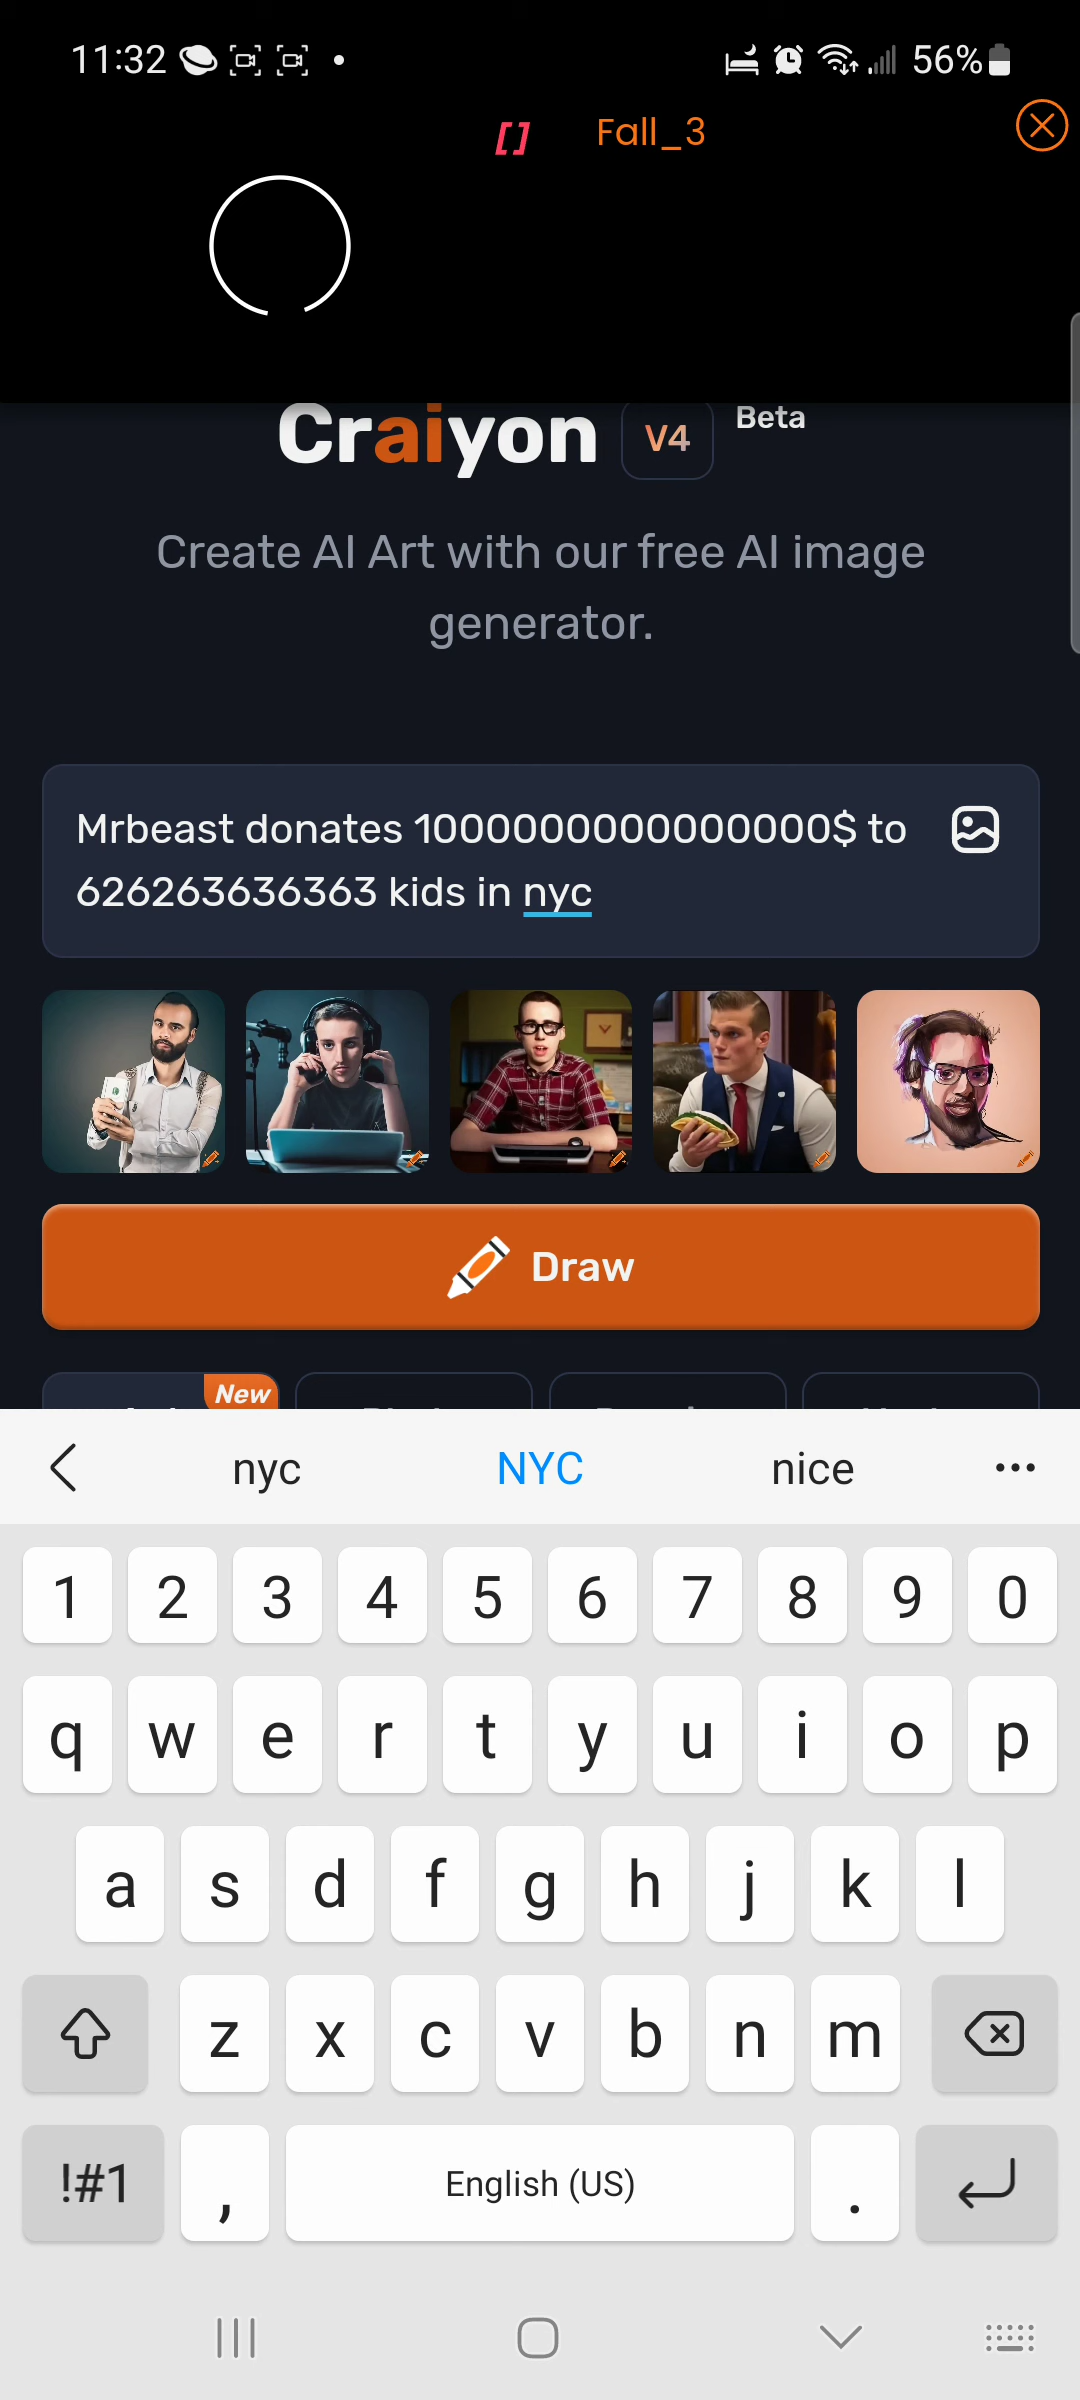 11:32
56%
[] Fall_3
Craiyon V4 Beta
Create AI Art with our free AI image
generator.
Mrbeast donates 1000000000000000$ to
626263636363 kids in nyc
Draw
New
nyc NYC nice
1 2 3 4 5 6 7 8 9 0
q w e r t y u i o p
a s d f g h j k l
z x c v b n m
!#1 , English (US) .